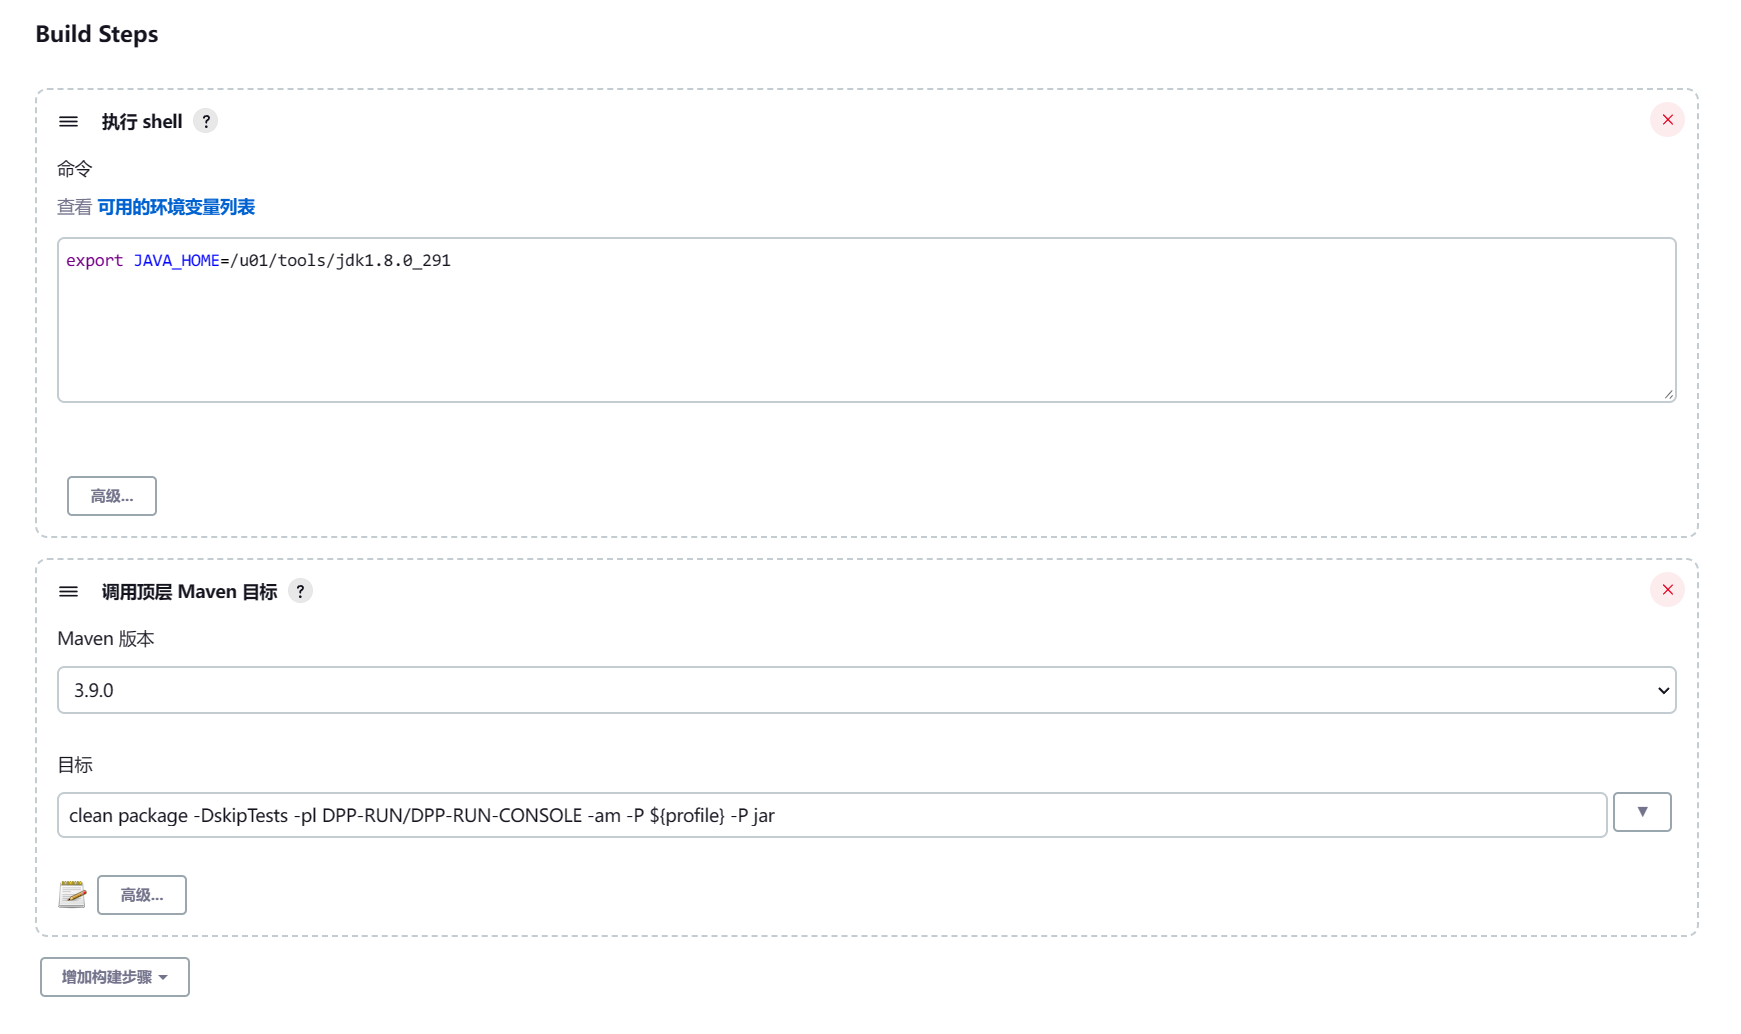 Build Steps
执行 shell ?
命令
查看 可用的环境变量列表
export JAVA_HOME=/u01/tools/jdk1.8.0_291
高级...
调用顶层 Maven 目标 ?
Maven 版本
3.9.0
目标
clean package -DskipTests -pl DPP-RUN/DPP-RUN-CONSOLE -am -P ${profile} -P jar
高级...
增加构建步骤